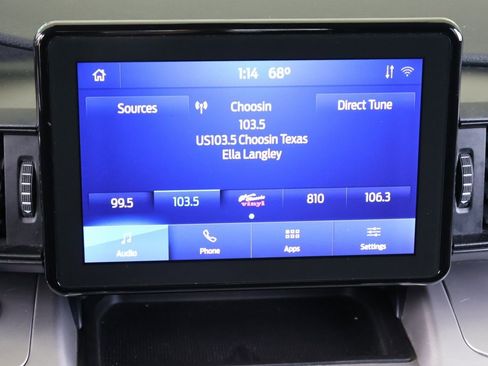 1:14 68°
Sources
Choosin
Direct Tune
103.5
US103.5 Choosin Texas
Ella Langley
99.5
103.5
vinyl
810
106.3
Audio
Phone
Apps
Settings